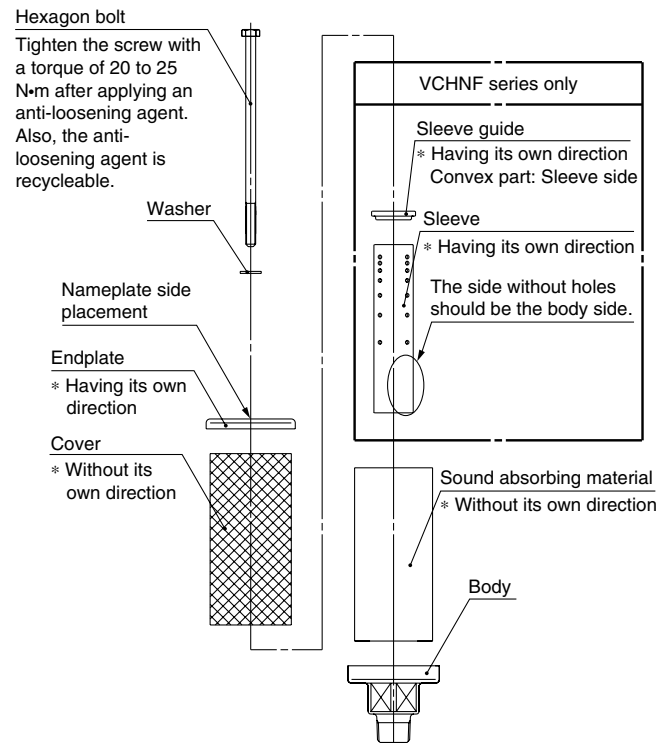 Hexagon bolt
Tighten the screw with
a torque of 20 to 25
N•m after applying an
anti-loosening agent.
Also, the anti-
loosening agent is
recycleable.
Washer
Nameplate side
placement
Endplate
* Having its own
direction
Cover
* Without its
own direction
VCHNF series only
Sleeve guide
* Having its own direction
Convex part: Sleeve side
Sleeve
* Having its own direction
The side without holes
should be the body side.
Sound absorbing material
* Without its own direction
Body